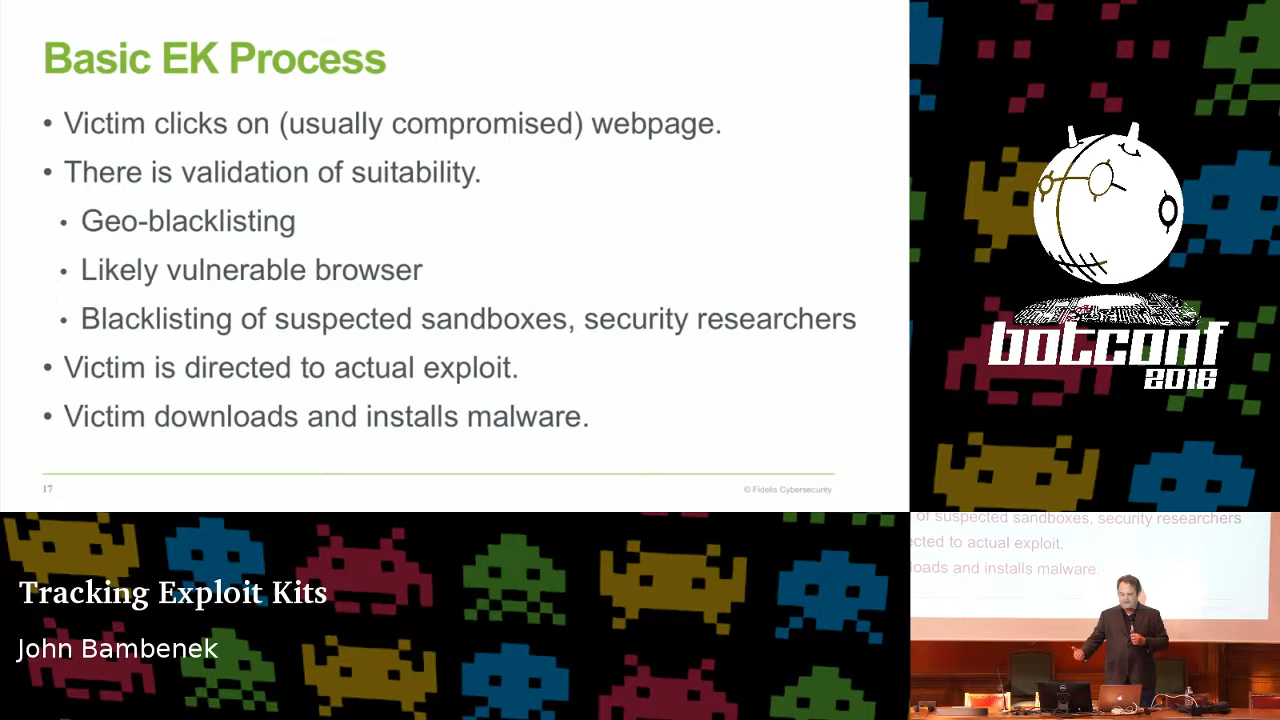 Basic EK Process
• Victim clicks on (usually compromised) webpage.
• There is validation of suitability.
• Geo-blacklisting
• Likely vulnerable browser
• Blacklisting of suspected sandboxes, security researchers
• Victim is directed to actual exploit.
• Victim downloads and installs malware.
17
© Fidelis Cybersecurity
botconf
2016
Tracking Exploit Kits
John Bambenek
of suspected sandboxes, security researchers
ected to actual exploit.
loads and installs malware.